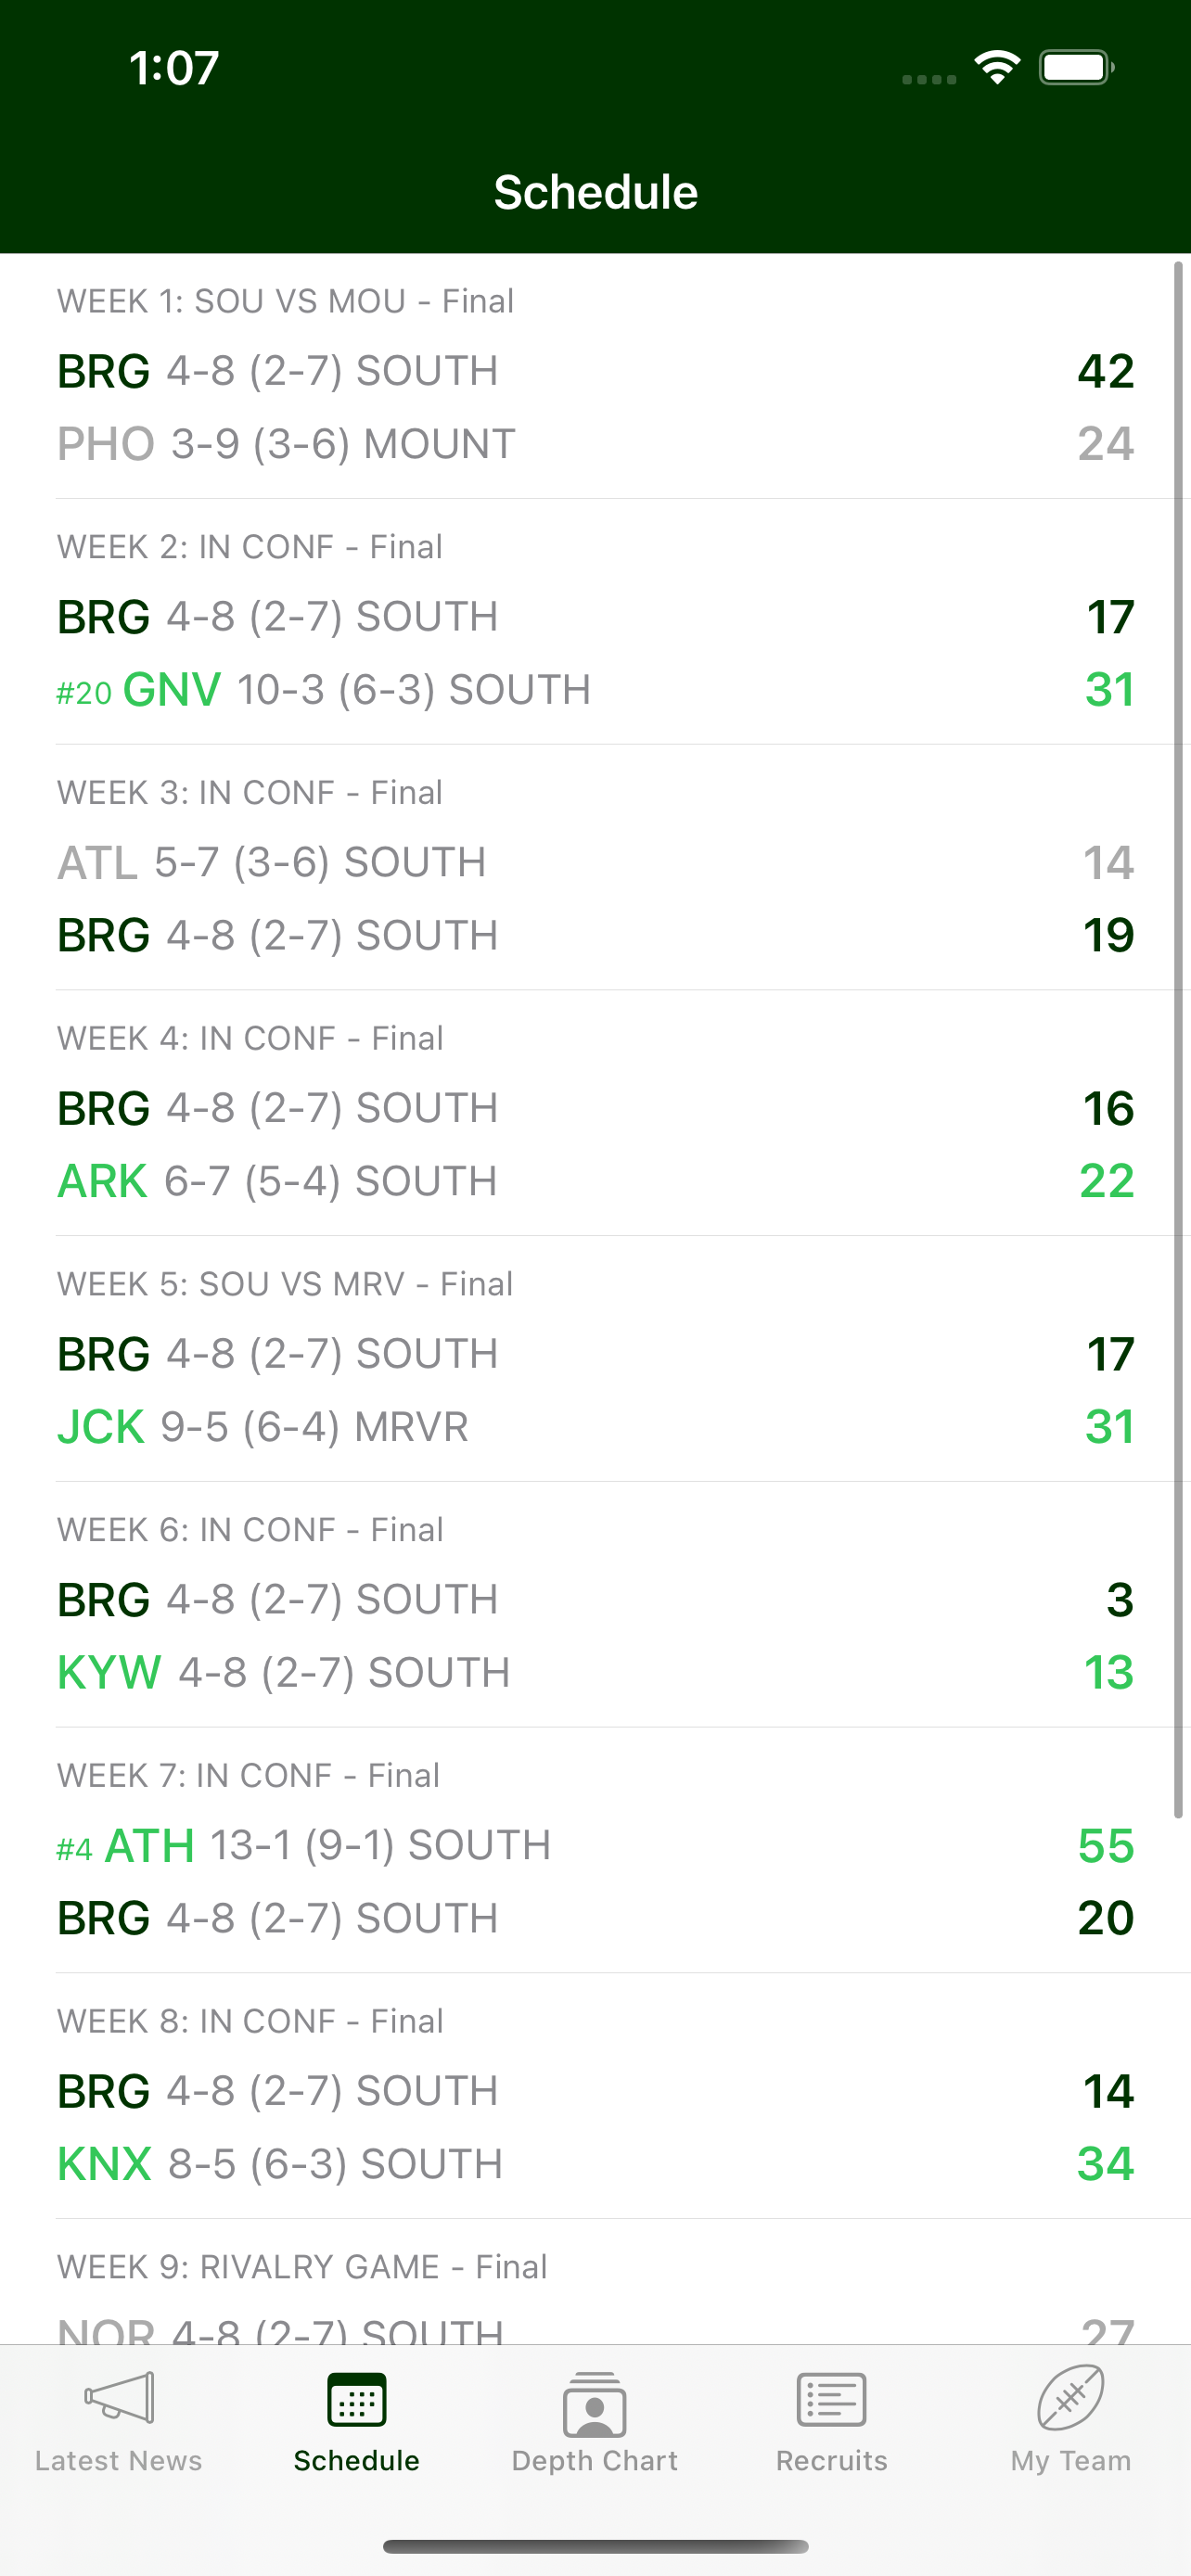 1:07
Schedule
WEEK 1: SOU VS MOU - Final
BRG 4-8 (2-7) SOUTH 42
PHO 3-9 (3-6) MOUNT 24
WEEK 2: IN CONF - Final
BRG 4-8 (2-7) SOUTH 17
#20 GNV 10-3 (6-3) SOUTH 31
WEEK 3: IN CONF - Final
ATL 5-7 (3-6) SOUTH 14
BRG 4-8 (2-7) SOUTH 19
WEEK 4: IN CONF - Final
BRG 4-8 (2-7) SOUTH 16
ARK 6-7 (5-4) SOUTH 22
WEEK 5: SOU VS MRV - Final
BRG 4-8 (2-7) SOUTH 17
JCK 9-5 (6-4) MRVR 31
WEEK 6: IN CONF - Final
BRG 4-8 (2-7) SOUTH 3
KYW 4-8 (2-7) SOUTH 13
WEEK 7: IN CONF - Final
#4 ATH 13-1 (9-1) SOUTH 55
BRG 4-8 (2-7) SOUTH 20
WEEK 8: IN CONF - Final
BRG 4-8 (2-7) SOUTH 14
KNX 8-5 (6-3) SOUTH 34
WEEK 9: RIVALRY GAME - Final
NOR 4-8 (2-7) SOUTH 27
Latest News Schedule Depth Chart Recruits My Team